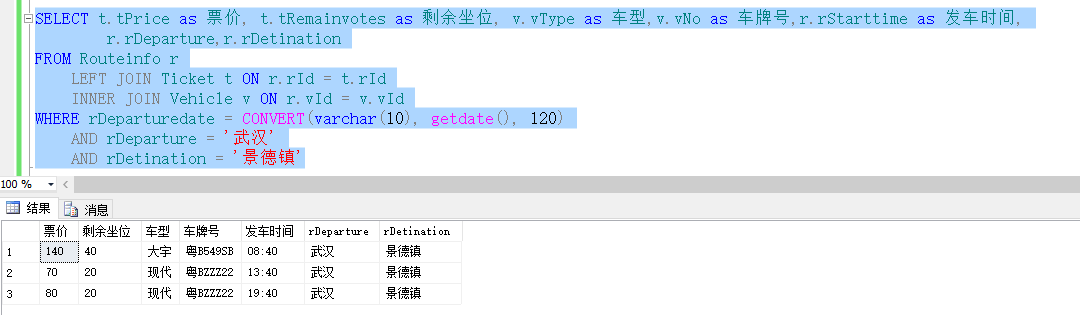 SELECT t.tPrice as 票价, t.tRemainvotes as 剩余坐位, v.vType as 车型,v.vNo as 车牌号,r.rStarttime as 发车时间,
r.rDeparture,r.rDetination
FROM Routeinfo r
LEFT JOIN Ticket t ON r.rId = t.rId
INNER JOIN Vehicle v ON r.vId = v.vId
WHERE rDeparturedate = CONVERT(varchar(10), getdate(), 120)
AND rDeparture = '武汉'
AND rDetination = '景德镇'
100 %
结果 消息
票价 剩余坐位 车型 车牌号 发车时间 rDeparture rDetination
1 140 40 大宇 粤B549SB 08:40 武汉 景德镇
2 70 20 现代 粤BZZZ22 13:40 武汉 景德镇
3 80 20 现代 粤BZZZ22 19:40 武汉 景德镇